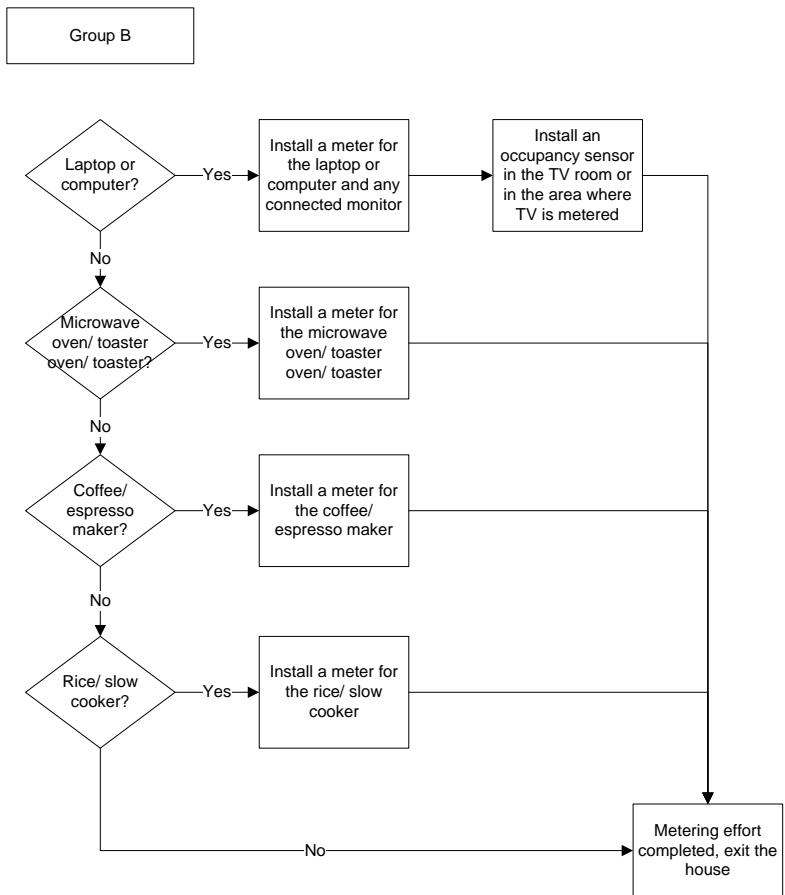 Group B
Laptop or
computer?
Yes
Install a meter for
the laptop or
computer and any
connected monitor
Install an
occupancy sensor
in the TV room or
in the area where
TV is metered
No
Microwave
oven/ toaster
oven/ toaster?
Yes
Install a meter for
the microwave
oven/ toaster
oven/ toaster
No
Coffee/
espresso
maker?
Yes
Install a meter for
the coffee/
espresso maker
No
Rice/ slow
cooker?
Yes
Install a meter for
the rice/ slow
cooker
No
Metering effort
completed, exit the
house